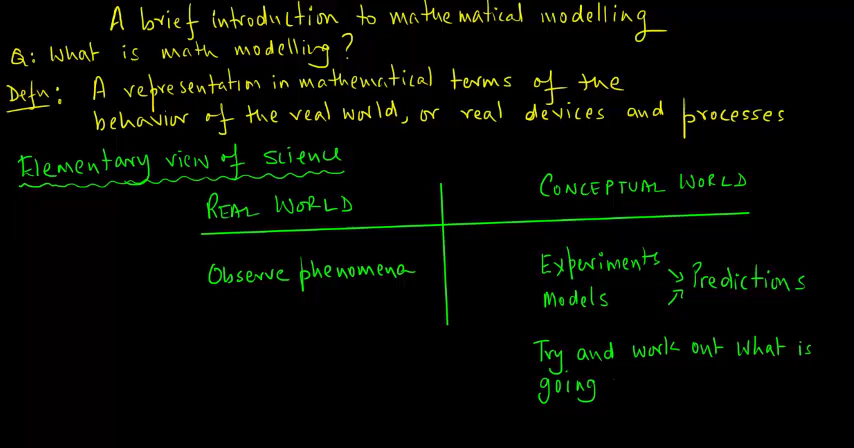 A brief introduction to mathematical modelling
Q: What is math modelling?
Defn: A representation in mathematical terms of the
behavior of the real world, or real devices and processes
Elementary view of science
REAL WORLD
CONCEPTUAL WORLD
Observe phenomena
Experiments
Models
Predictions
Try and work out what is
going